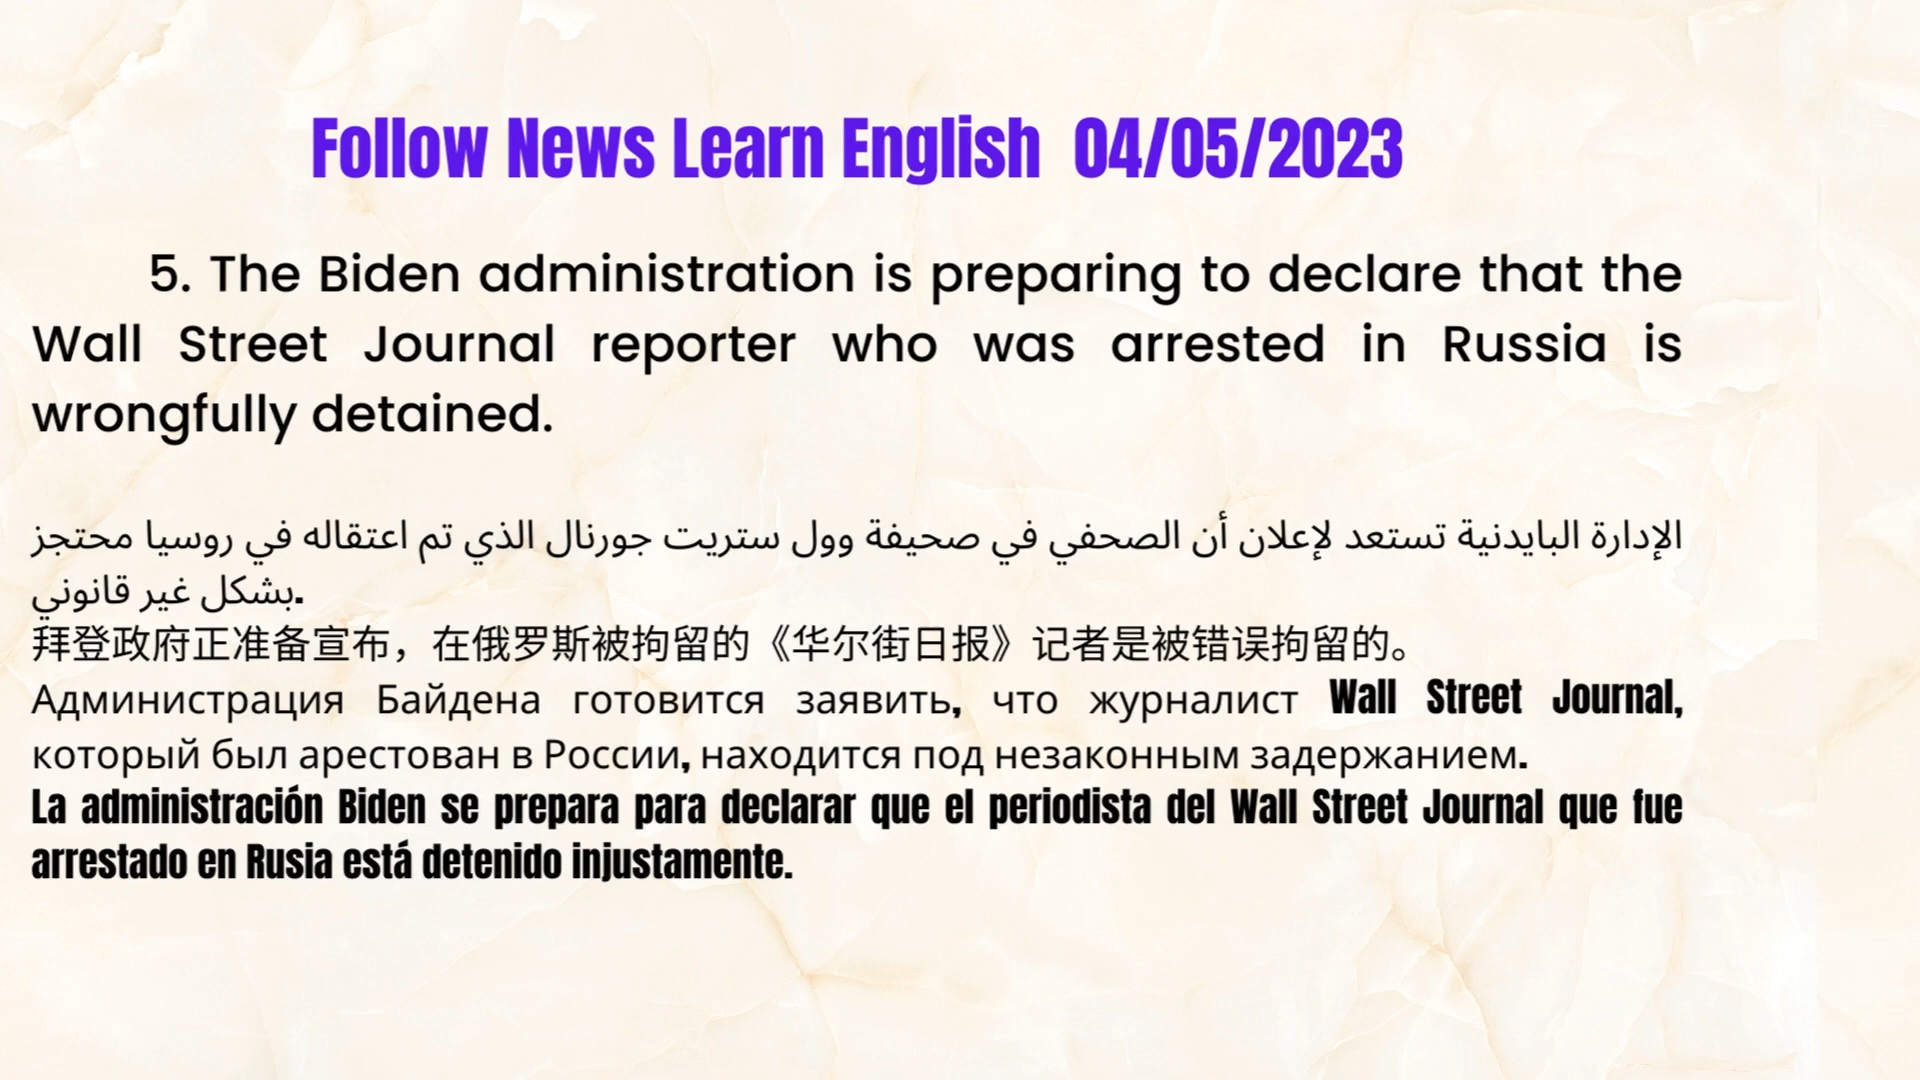 Follow News Learn English 04/05/2023
5. The Biden administration is preparing to declare that the
Wall Street Journal reporter who was arrested in Russia is
wrongfully detained.
الإدارة البايدنية تستعد لإعلان أن الصحفي في صحيفة وول ستريت جورنال الذي تم اعتقاله في روسيا محتجز
بشكل غير قانوني.
拜登政府正准备宣布，在俄罗斯被拘留的《华尔街日报》记者是被错误拘留的。
Администрация Байдена готовится заявить, что журналист Wall Street Journal,
который был арестован в России, находится под незаконным задержанием.
La administración Biden se prepara para declarar que el periodista del Wall Street Journal que fue
arrestado en Rusia está detenido injustamente.